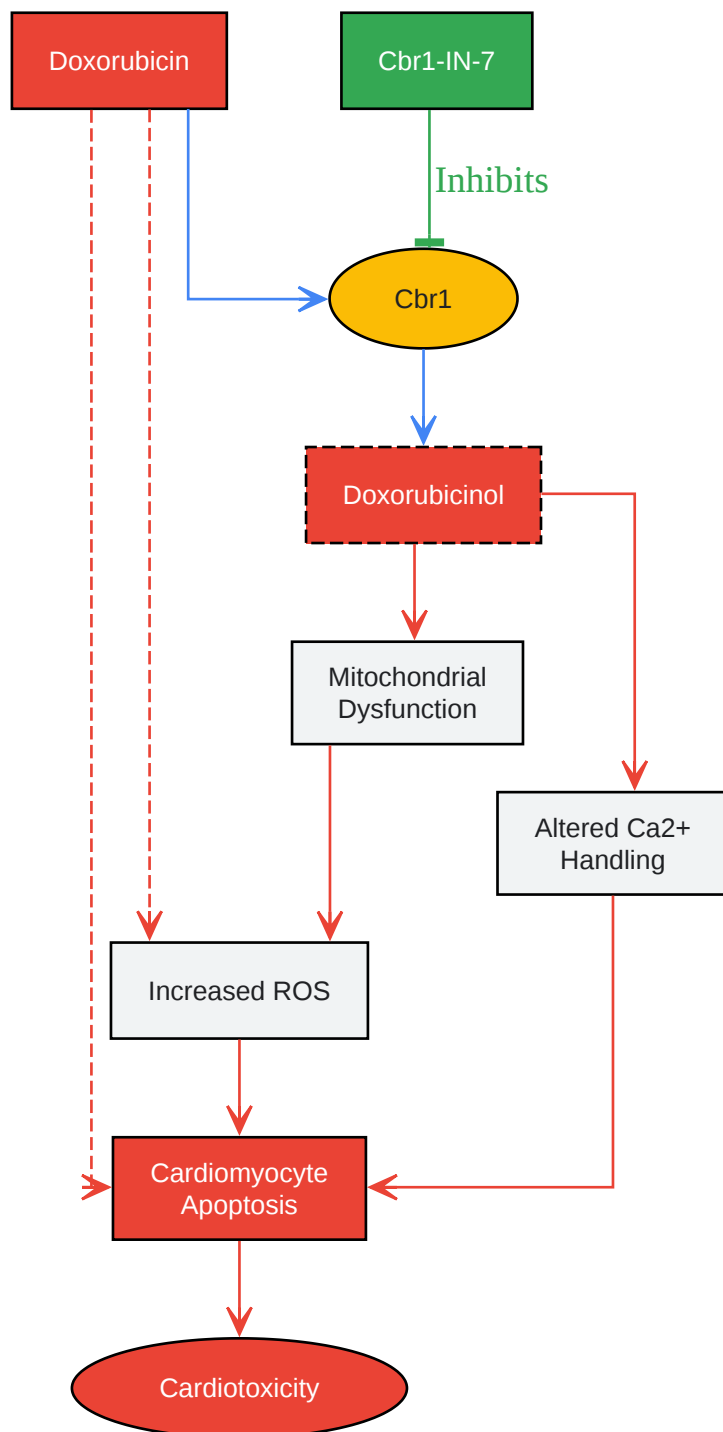 Doxorubicin
Cbr1-IN-7
Inhibits
Cbr1
Doxorubicinol
Mitochondrial
Dysfunction
Altered Ca2+
Handling
Increased ROS
Cardiomyocyte
Apoptosis
Cardiotoxicity